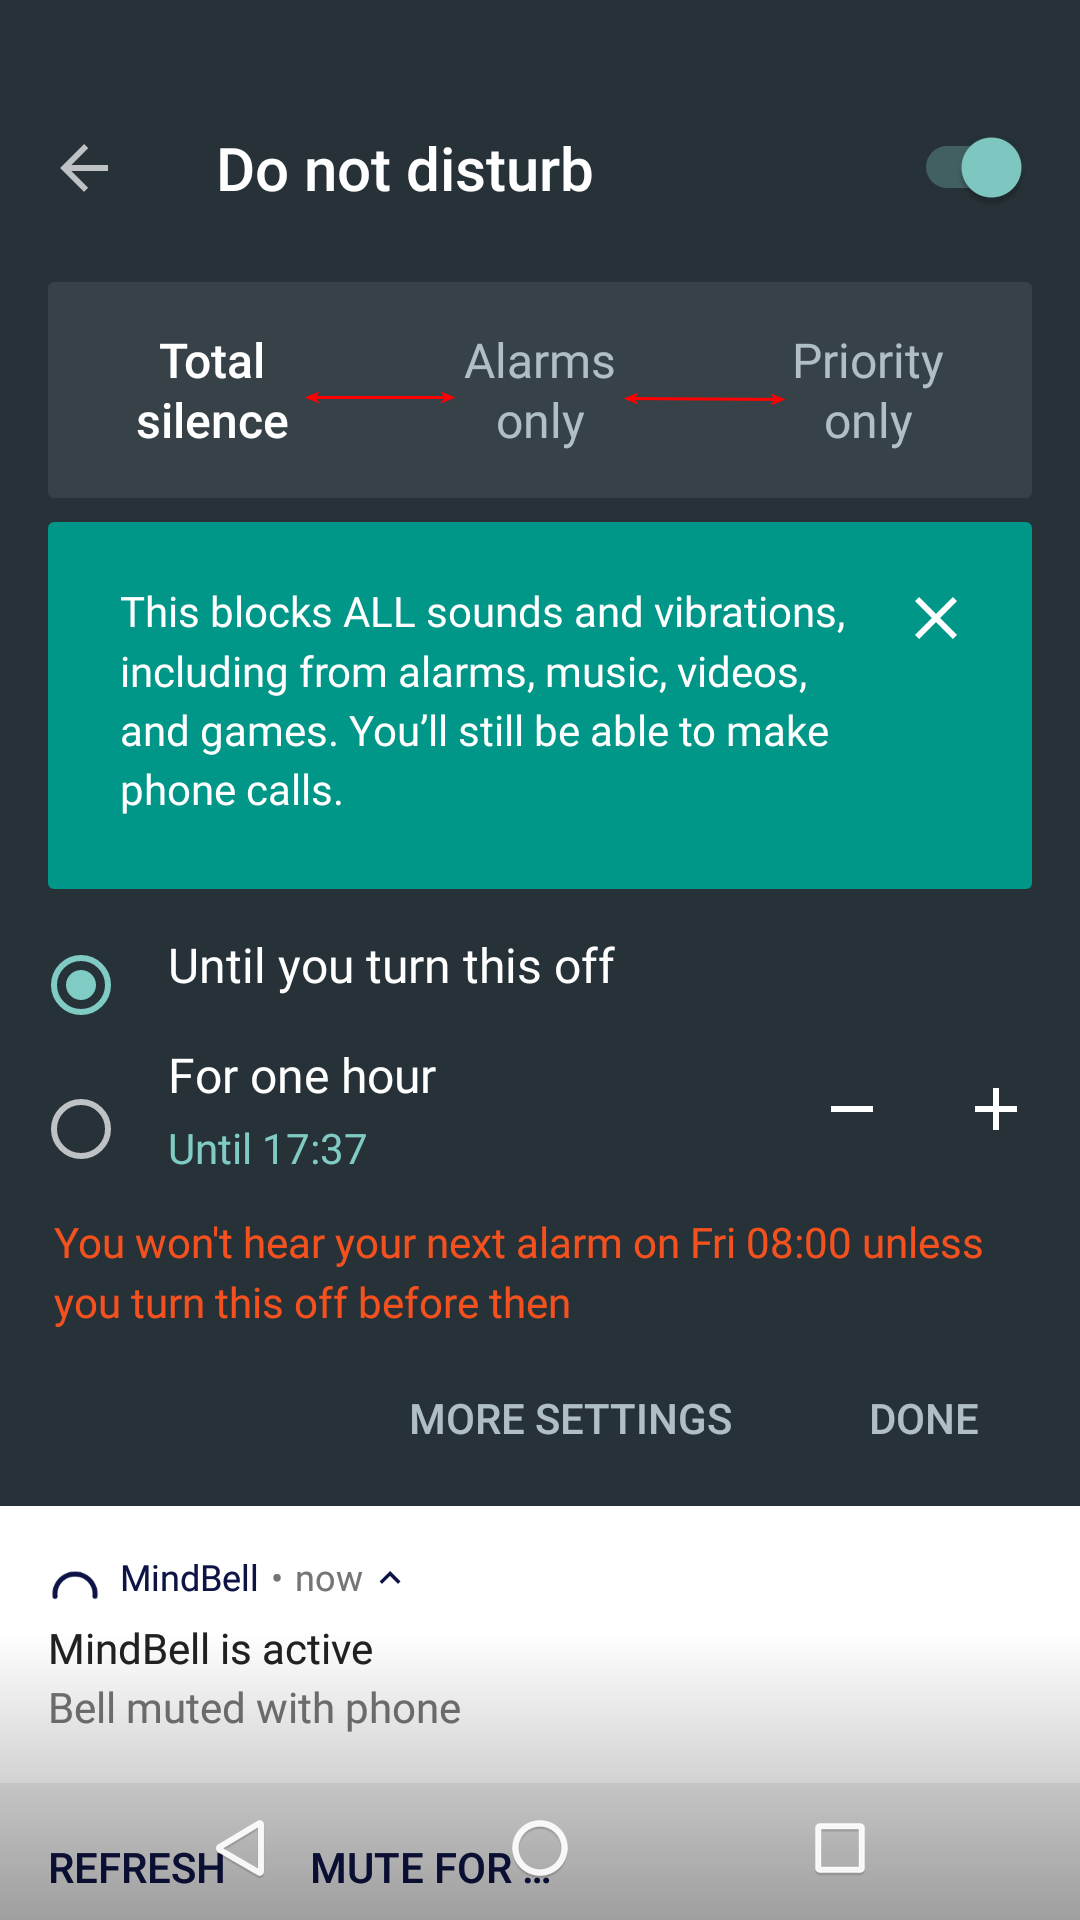 Do not disturb
Total
silence
Alarms
only
Priority
only
This blocks ALL sounds and vibrations,
including from alarms, music, videos,
and games. You’ll still be able to make
phone calls.
Until you turn this off
For one hour
Until 17:37
You won't hear your next alarm on Fri 08:00 unless
you turn this off before then
MORE SETTINGS DONE
MindBell • now
MindBell is active
Bell muted with phone
REFRESH MUTE FOR ...